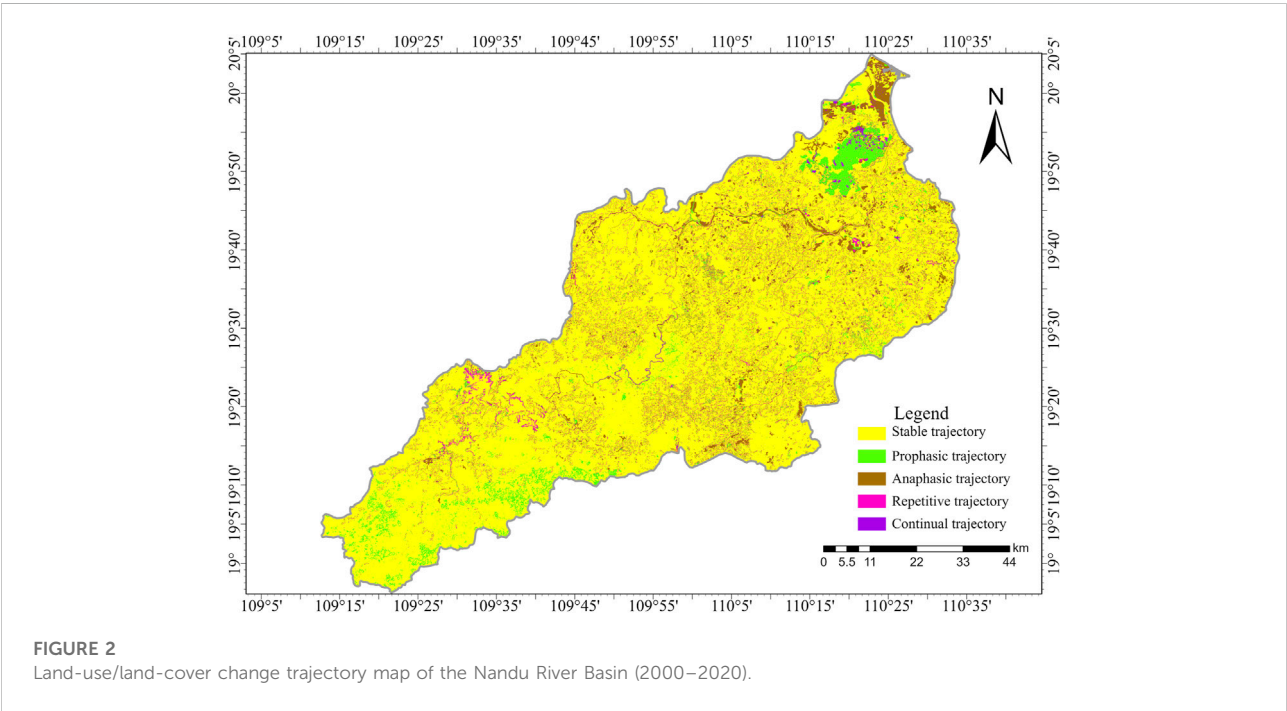 109°5' 109°15' 109°25' 109°35' 109°45' 109°55' 110°5' 110°15' 110°25' 110°35'
20°5'
20°
19°50'
19°40'
19°30'
19°20'
19°10'
19°5'
19°
20°5'
20°
19°50'
19°40'
19°30'
19°20'
19°10'
19°5'
19°
N
Legend
Stable trajectory
Prophasic trajectory
Anaphasic trajectory
Repetitive trajectory
Continual trajectory
km
0 5.5 11 22 33 44
109°5' 109°15' 109°25' 109°35' 109°45' 109°55' 110°5' 110°15' 110°25' 110°35'
FIGURE 2
Land-use/land-cover change trajectory map of the Nandu River Basin (2000–2020).